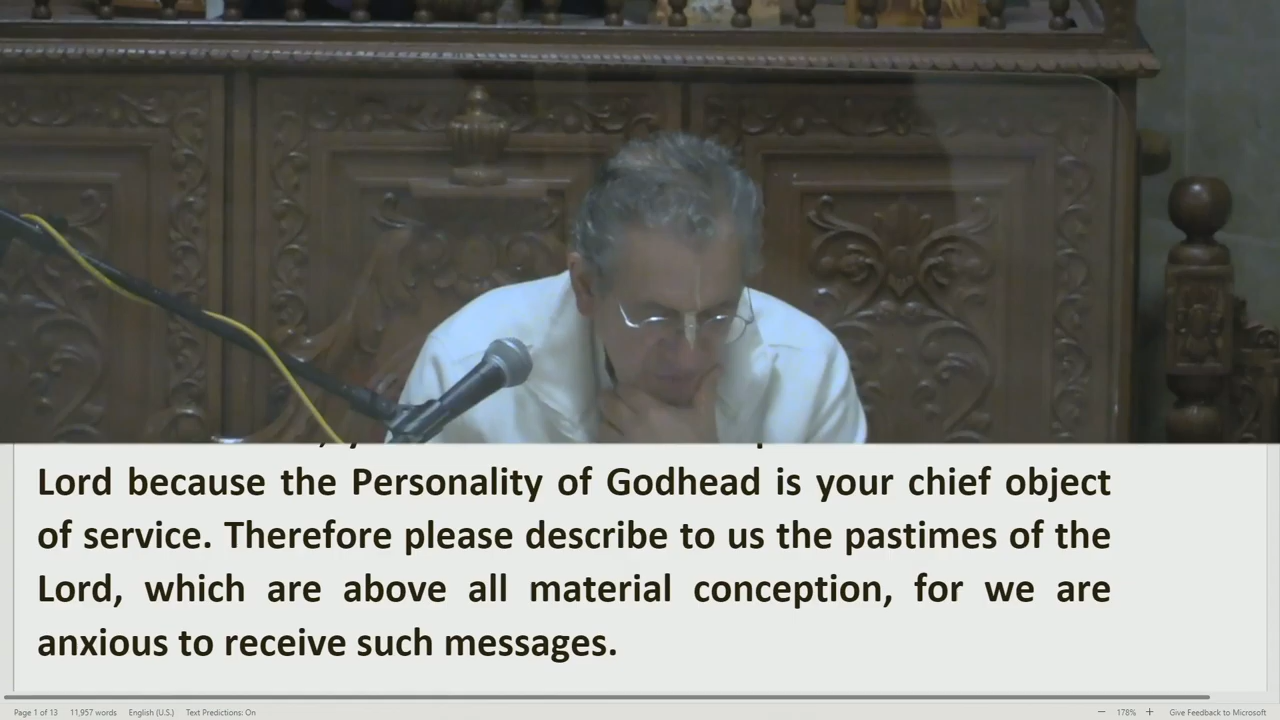 Lord because the Personality of Godhead is your chief object
of service. Therefore please describe to us the pastimes of the
Lord, which are above all material conception, for we are
anxious to receive such messages.
Page 1 of 13 11,957 words English (U.S.) Text Predictions: On 178% Give Feedback to Microsoft